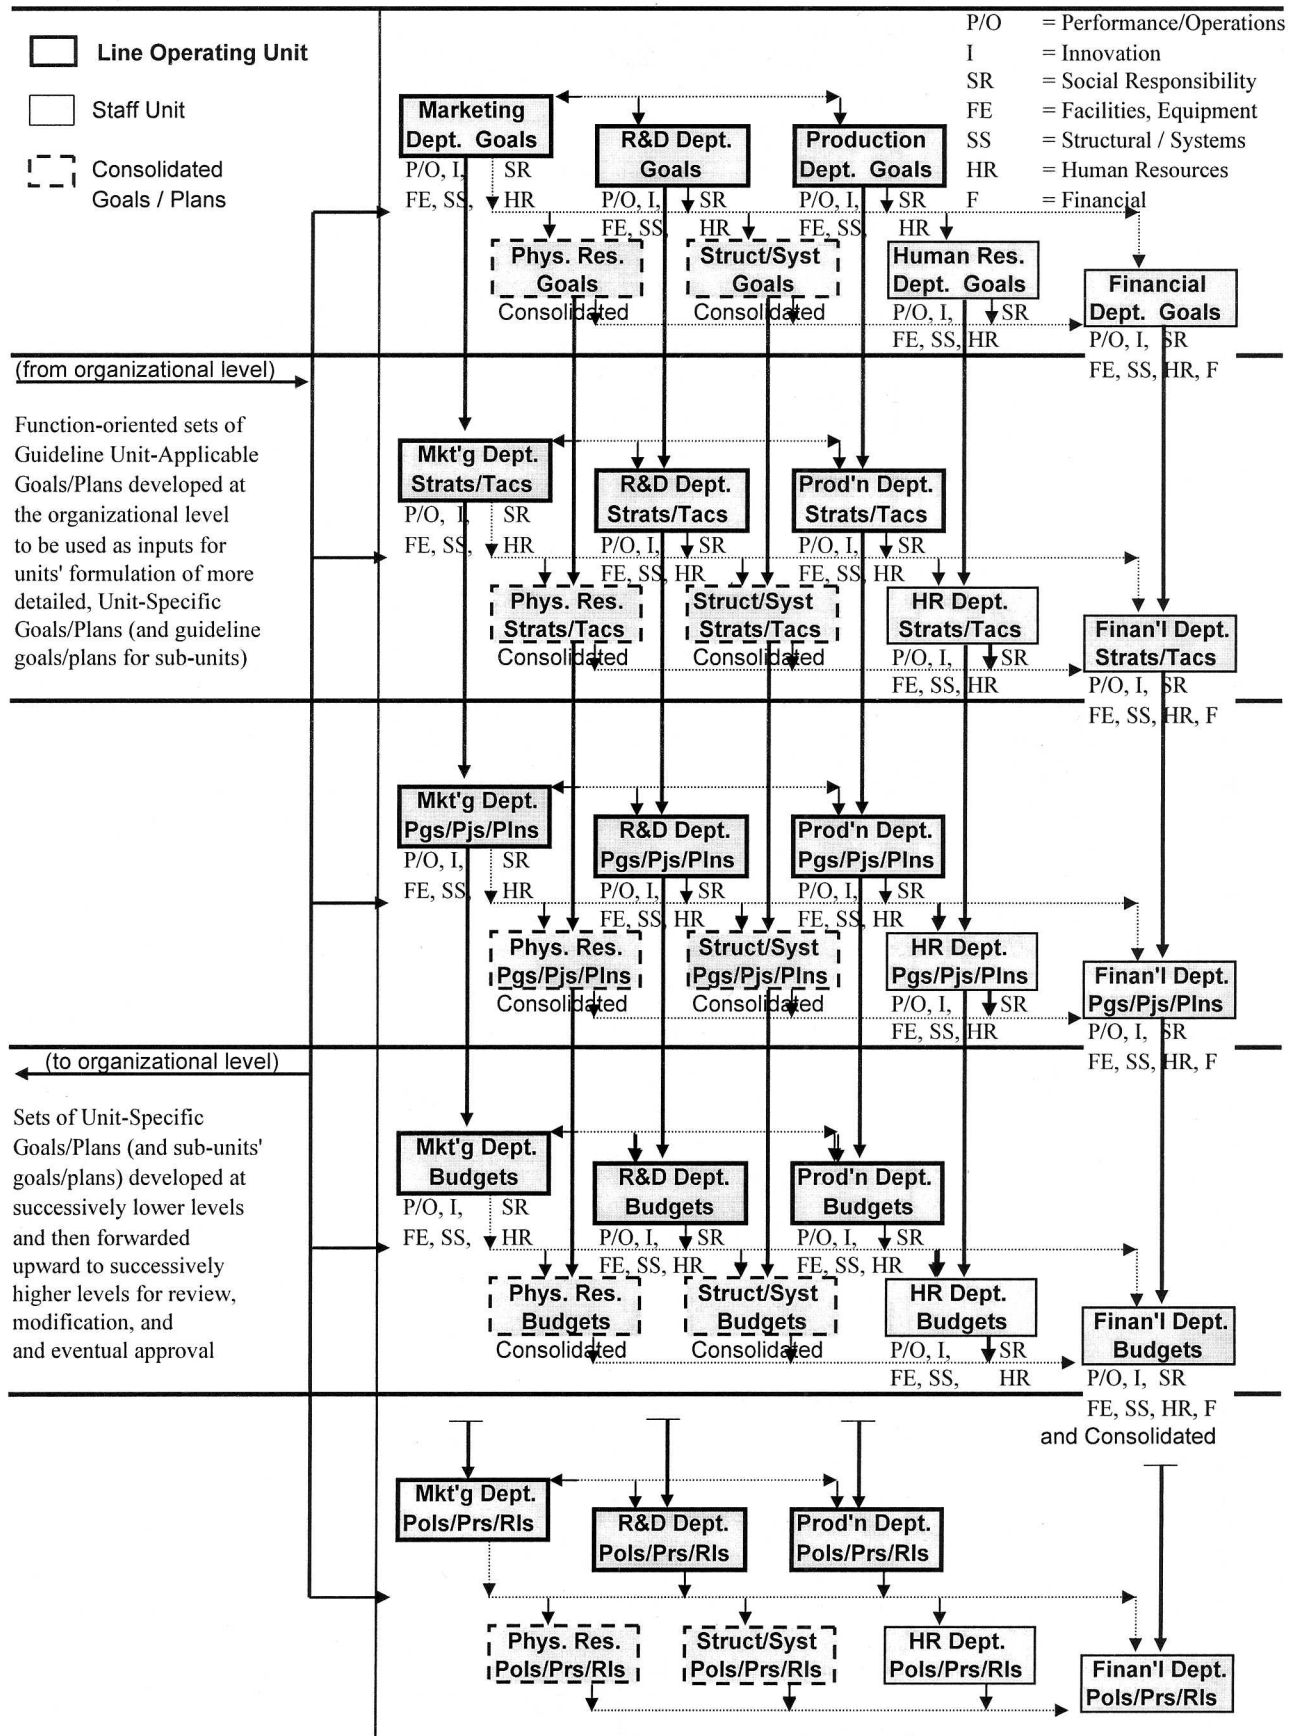 P/O = Performance/Operations
I = Innovation
SR = Social Responsibility
FE = Facilities, Equipment
SS = Structural / Systems
HR = Human Resources
F = Financial
Line Operating Unit
Staff Unit
Consolidated
Goals / Plans
Marketing
Dept. Goals
P/O, I, SR
FE, SS, HR
R&D Dept.
Goals
P/O, I, SR
FE, SS, HR
Production
Dept. Goals
P/O, I, SR
FE, SS, HR
Phys. Res.
Goals
Consolidated
Struct/Syst
Goals
Consolidated
Human Res.
Dept. Goals
P/O, I, SR
FE, SS, HR
Financial
Dept. Goals
P/O, I, SR
FE, SS, HR, F
(from organizational level)
Function-oriented sets of
Guideline Unit-Applicable
Goals/Plans developed at
the organizational level
to be used as inputs for
units' formulation of more
detailed, Unit-Specific
Goals/Plans (and guideline
goals/plans for sub-units)
Mkt'g Dept.
Strats/Tacs
P/O, I, SR
FE, SS, HR
R&D Dept.
Strats/Tacs
P/O, I, SR
FE, SS, HR
Prod'n Dept.
Strats/Tacs
P/O, I, SR
FE, SS, HR
Phys. Res.
Strats/Tacs
Consolidated
Struct/Syst
Strats/Tacs
Consolidated
HR Dept.
Strats/Tacs
P/O, I, SR
FE, SS, HR
Finan'l Dept.
Strats/Tacs
P/O, I, SR
FE, SS, HR, F
Mkt'g Dept.
Pgs/Pjs/Plns
P/O, I, SR
FE, SS, HR
R&D Dept.
Pgs/Pjs/Plns
P/O, I, SR
FE, SS, HR
Prod'n Dept.
Pgs/Pjs/Plns
P/O, I, SR
FE, SS, HR
Phys. Res.
Pgs/Pjs/Plns
Consolidated
Struct/Syst
Pgs/Pjs/Plns
Consolidated
HR Dept.
Pgs/Pjs/Plns
P/O, I, SR
FE, SS, HR
Finan'l Dept.
Pgs/Pjs/Plns
P/O, I, SR
FE, SS, HR, F
(to organizational level)
Sets of Unit-Specific
Goals/Plans (and sub-units'
goals/plans) developed at
successively lower levels
and then forwarded
upward to successively
higher levels for review,
modification, and
and eventual approval
Mkt'g Dept.
Budgets
P/O, I, SR
FE, SS, HR
R&D Dept.
Budgets
P/O, I, SR
FE, SS, HR
Prod'n Dept.
Budgets
P/O, I, SR
FE, SS, HR
Phys. Res.
Budgets
Consolidated
Struct/Syst
Budgets
Consolidated
HR Dept.
Budgets
P/O, I, SR
FE, SS, HR
Finan'l Dept.
Budgets
P/O, I, SR
FE, SS, HR, F
and Consolidated
Mkt'g Dept.
Pols/Prs/Rls
R&D Dept.
Pols/Prs/Rls
Prod'n Dept.
Pols/Prs/Rls
Phys. Res.
Pols/Prs/Rls
Struct/Syst
Pols/Prs/Rls
HR Dept.
Pols/Prs/Rls
Finan'l Dept.
Pols/Prs/Rls